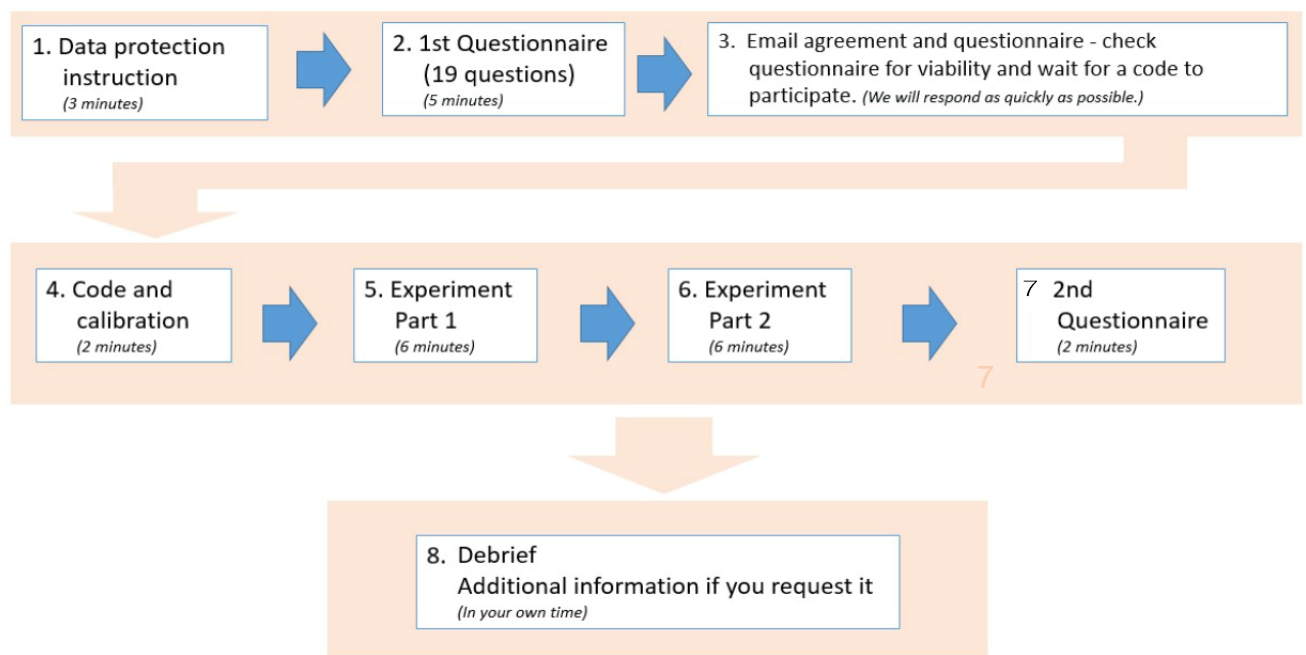 1. Data protection
instruction
(3 minutes)
2. 1st Questionnaire
(19 questions)
(5 minutes)
3. Email agreement and questionnaire - check
questionnaire for viability and wait for a code to
participate. (We will respond as quickly as possible.)
4. Code and
calibration
(2 minutes)
5. Experiment
Part 1
(6 minutes)
6. Experiment
Part 2
(6 minutes)
7 2nd
Questionnaire
(2 minutes)
7
8. Debrief
Additional information if you request it
(In your own time)